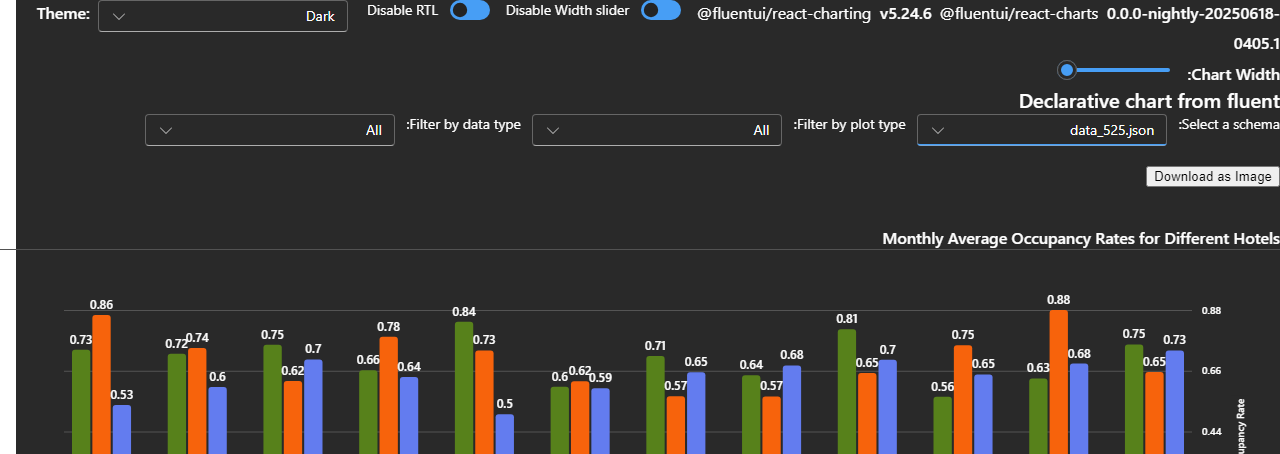 Theme:
Dark
Disable RTL
Disable Width slider
@fluentui/react-charting v5.24.6 @fluentui/react-charts 0.0.0-nightly-20250618-
0405.1
:Chart Width
Declarative chart from fluent
:Select a schema
data_525.json
:Filter by plot type
All
:Filter by data type
All
Download as Image
Monthly Average Occupancy Rates for Different Hotels
0.73 0.86 0.53
0.72 0.74 0.6
0.75 0.62 0.7
0.66 0.78 0.64
0.84 0.73 0.5
0.6 0.62 0.59
0.71 0.57 0.65
0.64 0.57 0.68
0.81 0.65 0.7
0.56 0.75 0.65
0.63 0.88 0.68
0.75 0.65 0.73
0.88
0.66
0.44
Rate